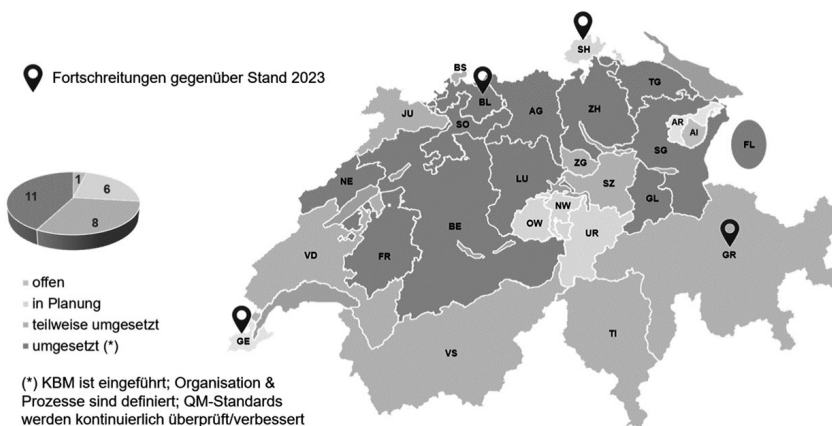 Fortschreitungen gegenüber Stand 2023
1
6
8
11
offen
in Planung
teilweise umgesetzt
umgesetzt (*)
(*) KBM ist eingeführt; Organisation &
Prozesse sind definiert; QM-Standards
werden kontinuierlich überprüft/verbessert
SH
BS
BL
TG
JU
AG
ZH
SO
AR
AI
FL
SG
ZG
NE
LU
SZ
GL
NW
OW
BE
UR
VD
FR
GR
GE
VS
TI